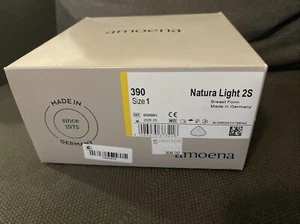 amoena
390
Size 1
Natura Light 2S
Breast Form
Made in Germany
MADE IN
since
1975
GERMANY
amoena